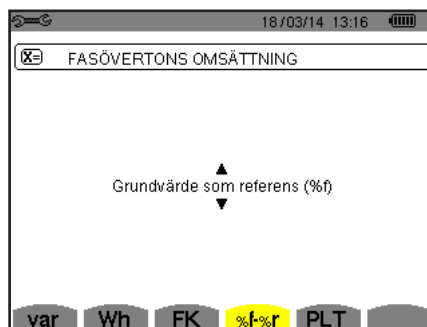 18/03/14 13:16
X= FASÖVERTONS OMSÄTTNING
Grundvärde som referens (%f)
var Wh FK %f-%r PLT